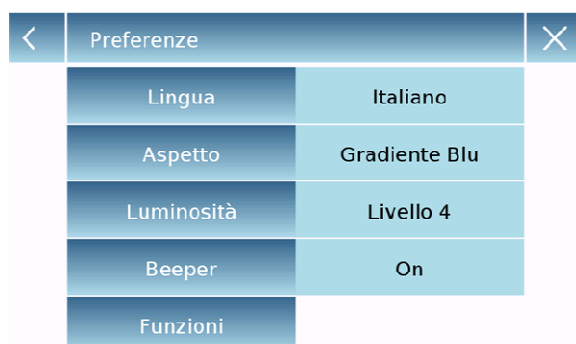 Preferenze
Lingua Italiano
Aspetto Gradiente Blu
Luminosità Livello 4
Beeper On
Funzioni